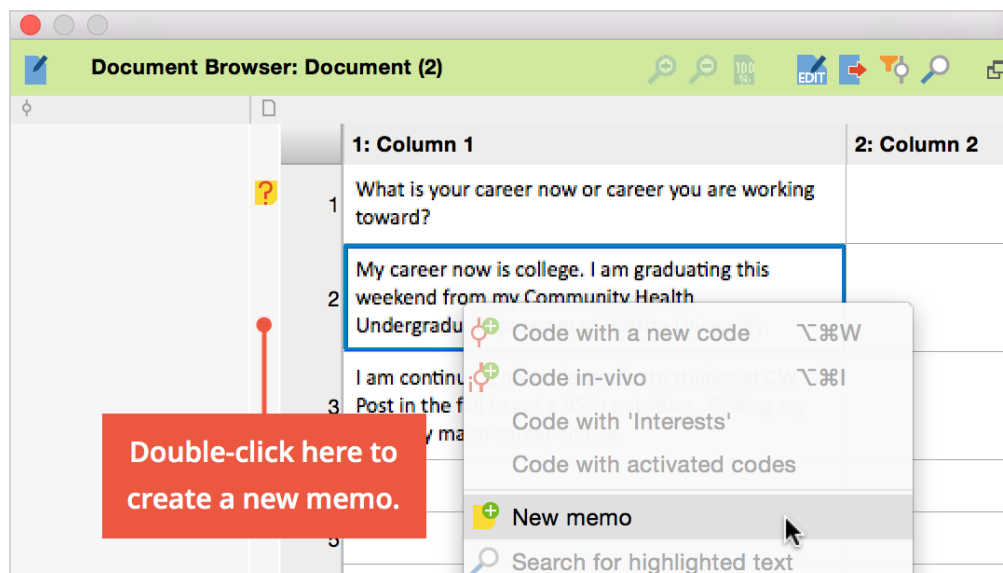 Document Browser: Document (2)
100
%
EDIT
1: Column 1
2: Column 2
1
What is your career now or career you are working
toward?
2
My career now is college. I am graduating this
weekend from my Community Health
Undergradu
3
I am continu
Post in the f
y ma
5
Double-click here to
create a new memo.
Code with a new code ⌥⌘W
Code in-vivo ⌥⌘I
Code with 'Interests'
Code with activated codes
New memo
Search for highlighted text